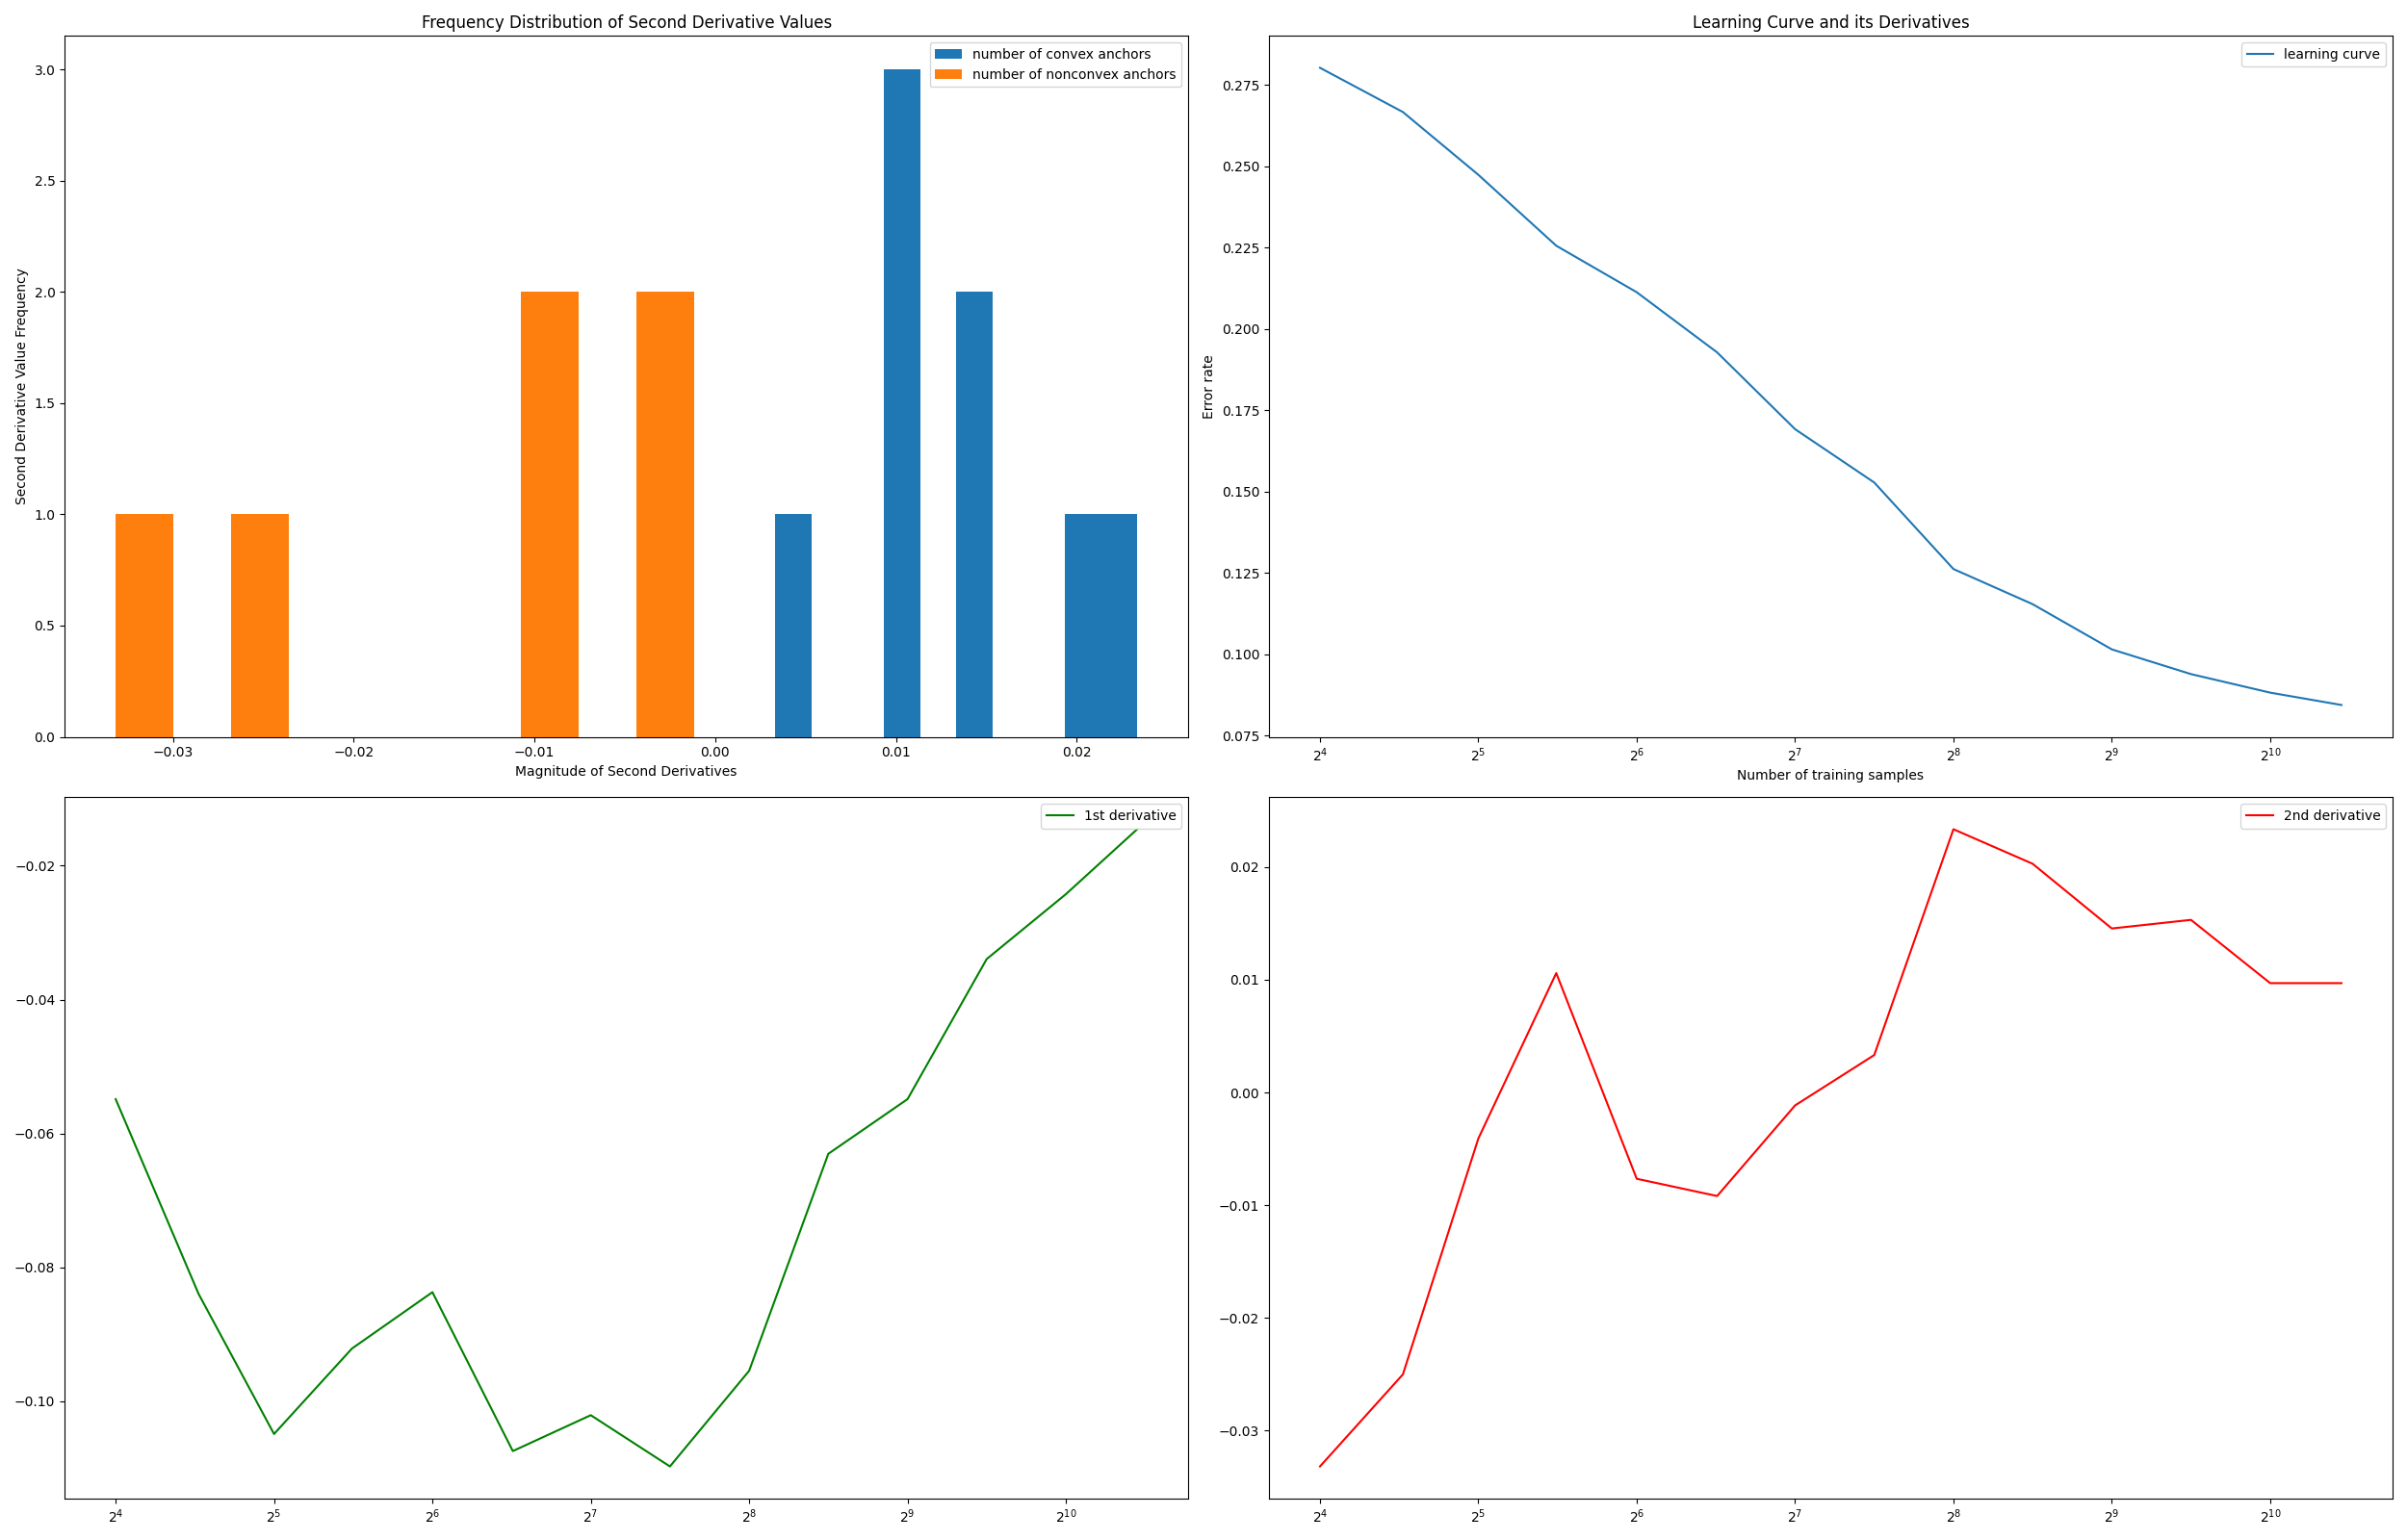 Frequency Distribution of Second Derivative Values
number of convex anchors
number of nonconvex anchors
Second Derivative Value Frequency
3.0
2.5
2.0
1.5
1.0
0.5
0.0
−0.03 −0.02 −0.01 0.00 0.01 0.02
Magnitude of Second Derivatives
Learning Curve and its Derivatives
learning curve
Error rate
0.275
0.250
0.225
0.200
0.175
0.150
0.125
0.100
0.075
2⁴ 2⁵ 2⁶ 2⁷ 2⁸ 2⁹ 2¹⁰
Number of training samples
1st derivative
−0.02
−0.04
−0.06
−0.08
−0.10
2⁴ 2⁵ 2⁶ 2⁷ 2⁸ 2⁹ 2¹⁰
2nd derivative
0.02
0.01
0.00
−0.01
−0.02
−0.03
2⁴ 2⁵ 2⁶ 2⁷ 2⁸ 2⁹ 2¹⁰